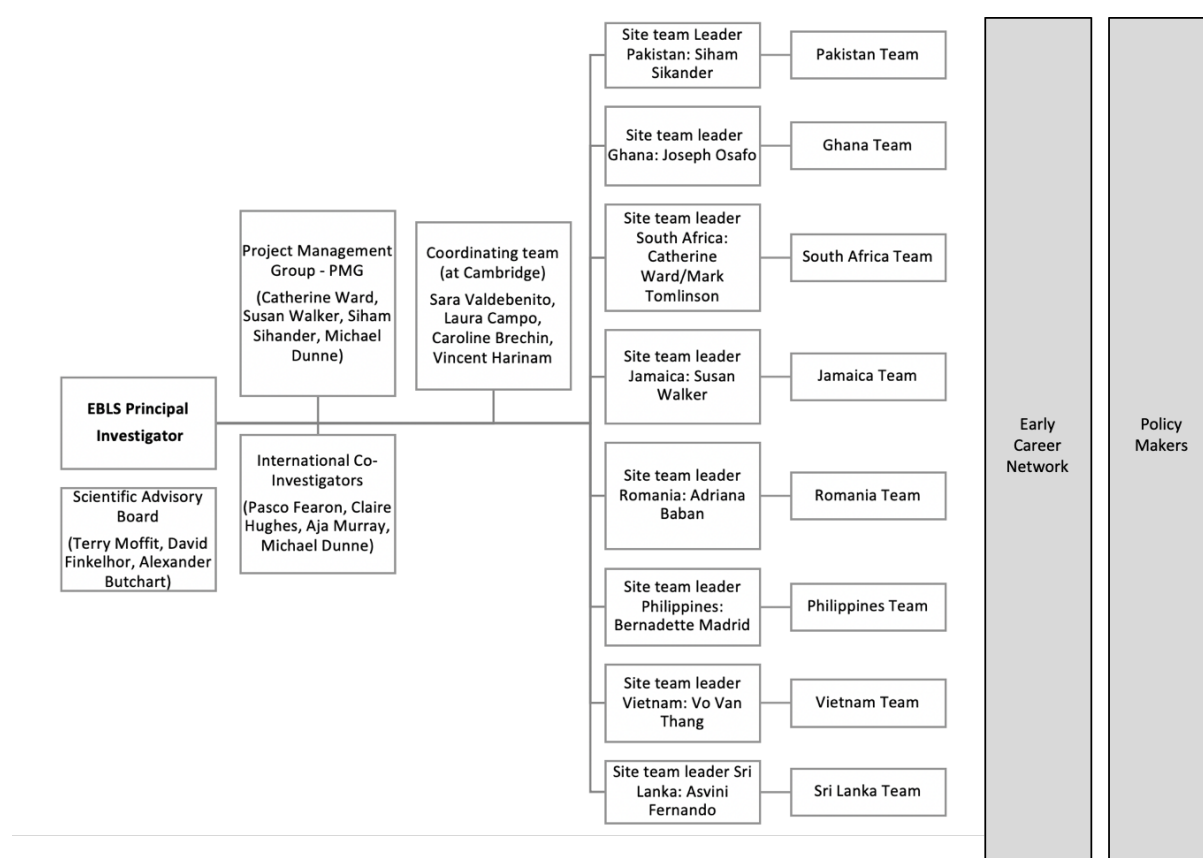 EBLS Principal
Investigator
Scientific Advisory
Board
(Terry Moffit, David
Finkelhor, Alexander
Butchart)
Project Management
Group - PMG
(Catherine Ward,
Susan Walker, Siham
Sihander, Michael
Dunne)
International Co-
Investigators
(Pasco Fearon, Claire
Hughes, Aja Murray,
Michael Dunne)
Coordinating team
(at Cambridge)
Sara Valdebenito,
Laura Campo,
Caroline Brechin,
Vincent Harinam
Site team Leader
Pakistan: Siham
Sikander
Pakistan Team
Site team leader
Ghana: Joseph Osafo
Ghana Team
Site team leader
South Africa:
Catherine
Ward/Mark
Tomlinson
South Africa Team
Site team leader
Jamaica: Susan
Walker
Jamaica Team
Site team leader
Romania: Adriana
Baban
Romania Team
Site team leader
Philippines:
Bernadette Madrid
Philippines Team
Site team leader
Vietnam: Vo Van
Thang
Vietnam Team
Site team leader Sri
Lanka: Asvini
Fernando
Sri Lanka Team
Early
Career
Network
Policy
Makers